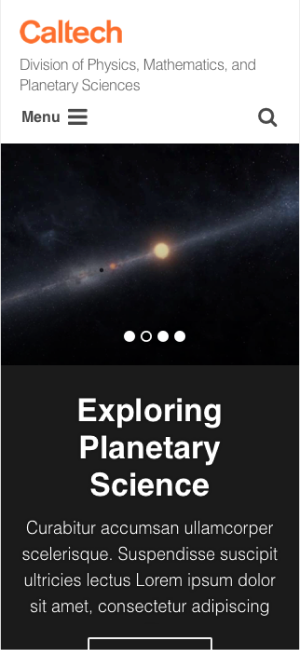 Caltech
Division of Physics, Mathematics, and
Planetary Sciences
Menu
Exploring
Planetary
Science
Curabitur accumsan ullamcorper
scelerisque. Suspendisse suscipit
ultricies lectus Lorem ipsum dolor
sit amet, consectetur adipiscing